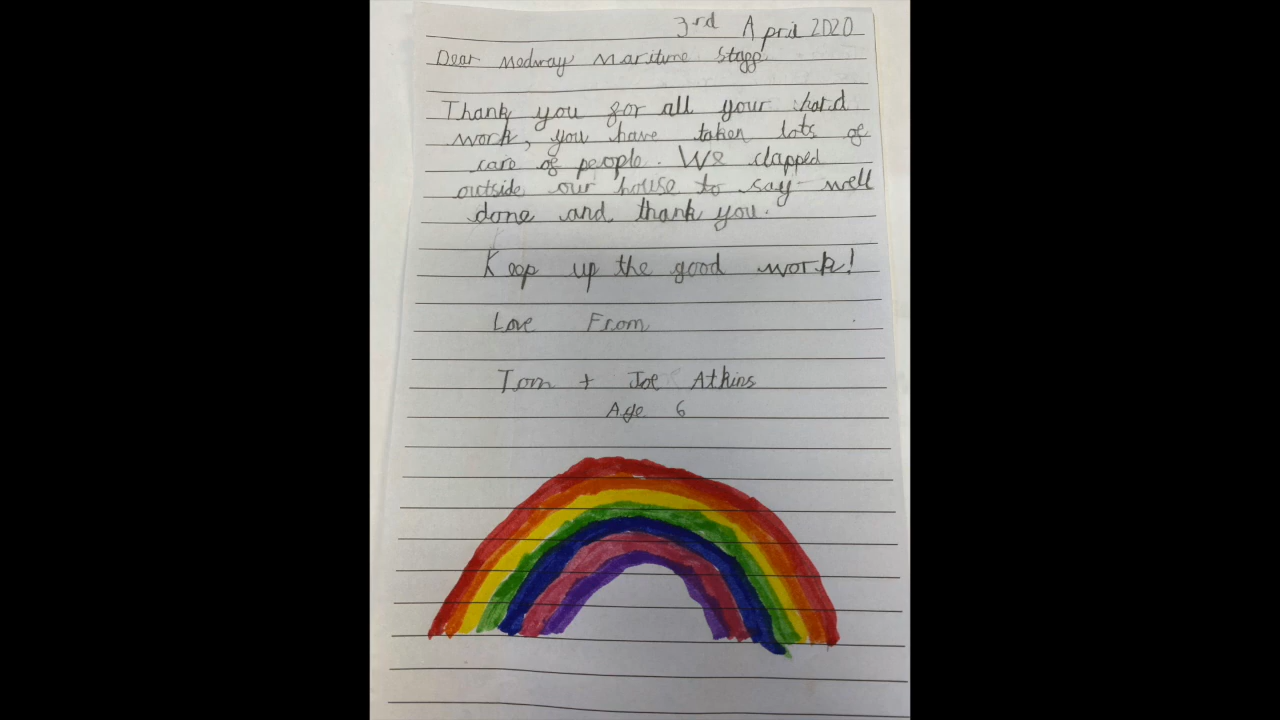 3rd April 2020
Dear Medway Maritime Staff
Thank you for all your hard
work, you have taken lots of
care of people. We clapped
outside our house to say well
done and thank you.
Keep up the good work!
Love From
Tom + Joe Atkins
Age 6